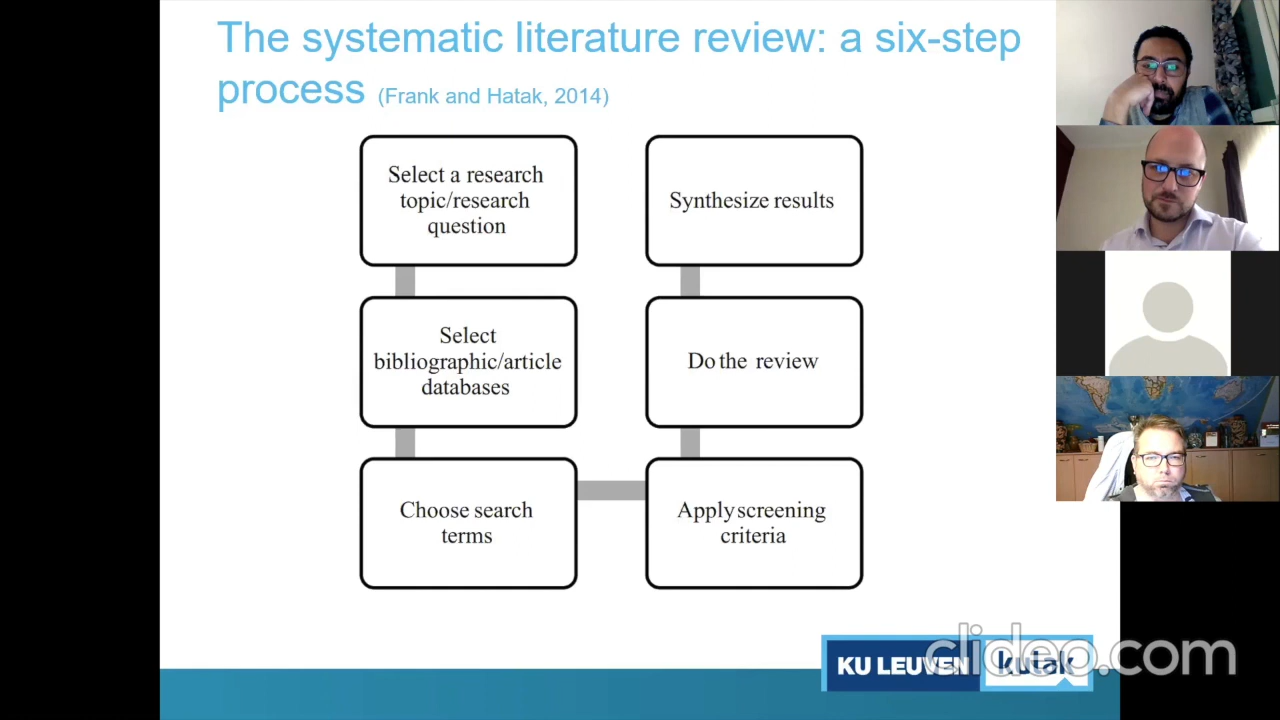 The systematic literature review: a six-step
process (Frank and Hatak, 2014)
Select a research
topic/research
question
Select
bibliographic/article
databases
Choose search
terms
Apply screening
criteria
Do the review
Synthesize results
KU LEUVEN kulak
clideo.com